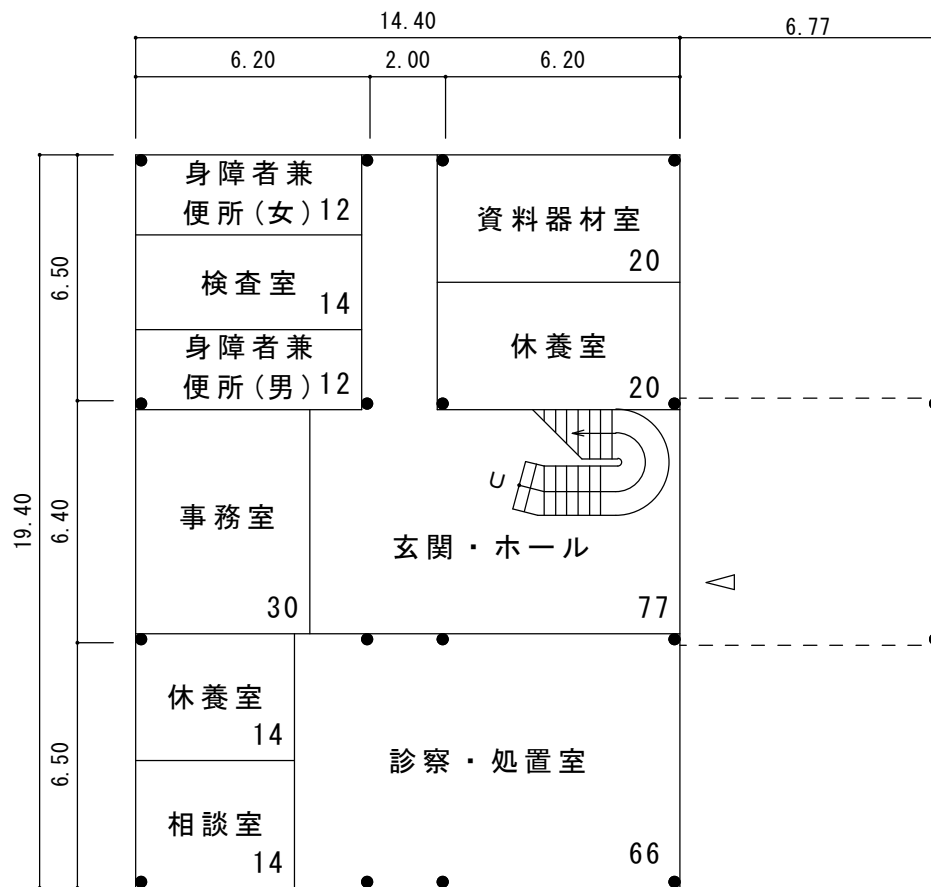 14.40
6.77
6.20
2.00
6.20
身障者兼
便所(女)12
資料器材室
20
検査室
14
6.50
身障者兼
便所(男)12
休養室
20
U
19.40
6.40
事務室
30
玄関・ホール
77
休養室
14
6.50
診察・処置室
66
相談室
14